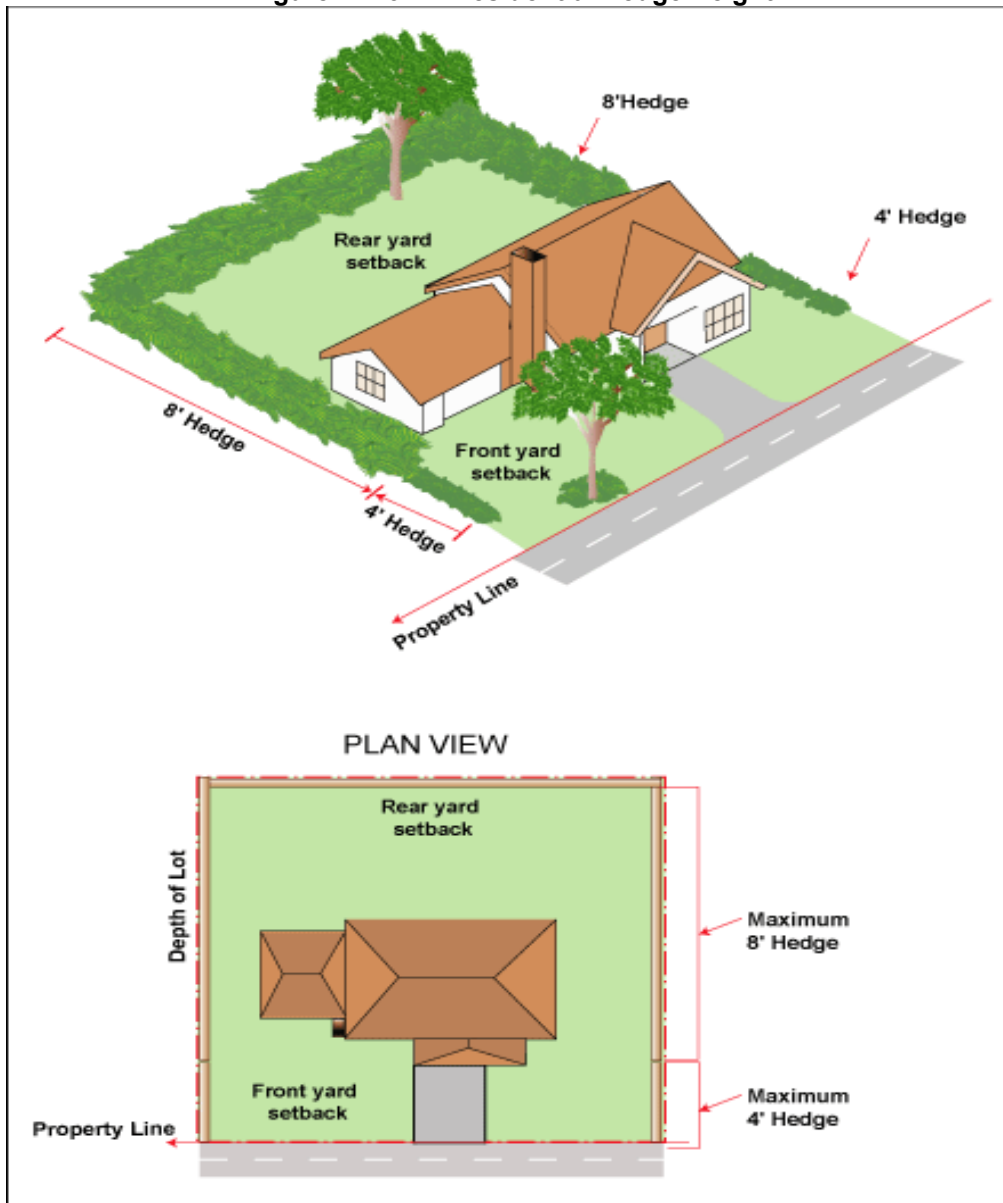 8'Hedge
4' Hedge
Rear yard
setback
8' Hedge
Front yard
setback
4' Hedge
Property Line
PLAN VIEW
Rear yard
setback
Depth of Lot
Maximum
8' Hedge
Front yard
setback
Maximum
4' Hedge
Property Line